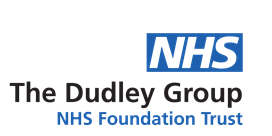 NHS
The Dudley Group
NHS Foundation Trust